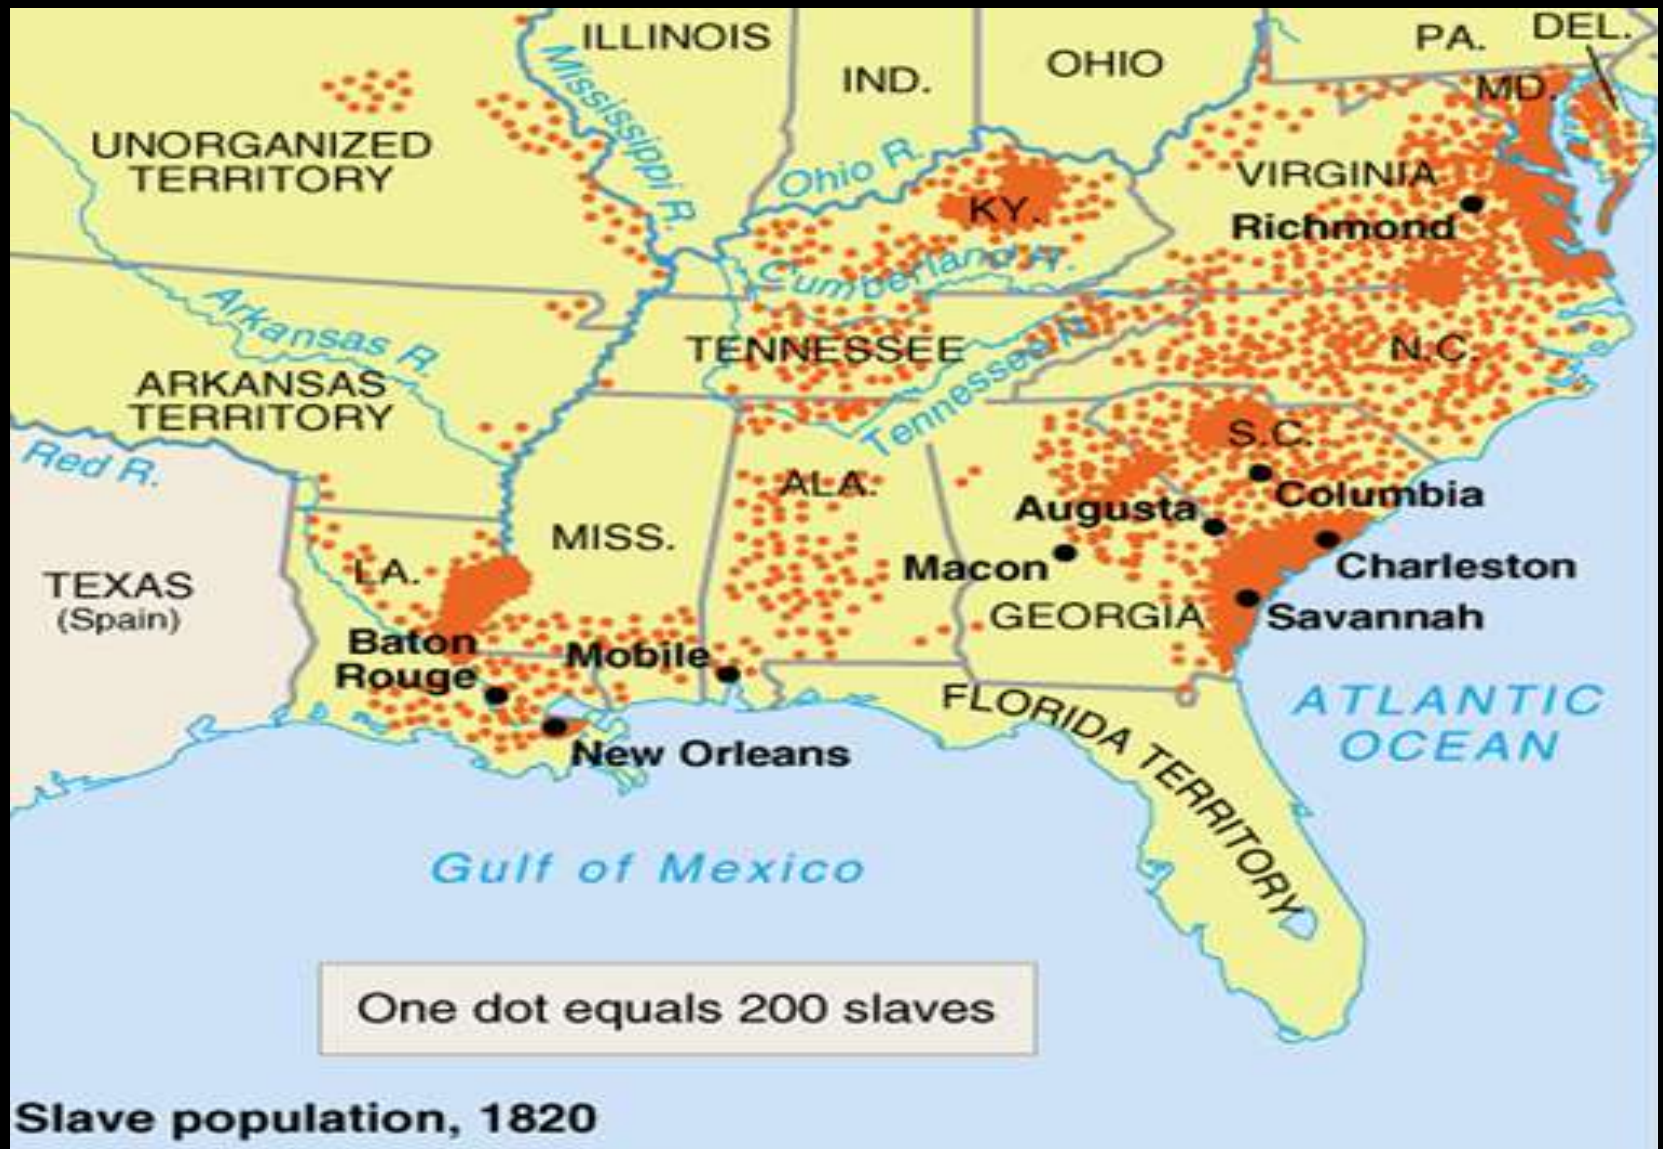 ILLINOIS
IND.
OHIO
PA.
DEL.
MD.
Mississippi R.
UNORGANIZED
TERRITORY
Ohio R.
VIRGINIA
KY.
Richmond
Cumberland R.
Arkansas R.
TENNESSEE
Tennessee R.
N.C.
ARKANSAS
TERRITORY
Red R.
S.C.
ALA.
Columbia
Augusta
MISS.
Macon
Charleston
LA.
TEXAS
(Spain)
GEORGIA
Savannah
Baton
Rouge
Mobile
New Orleans
FLORIDA TERRITORY
ATLANTIC
OCEAN
Gulf of Mexico
One dot equals 200 slaves
Slave population, 1820